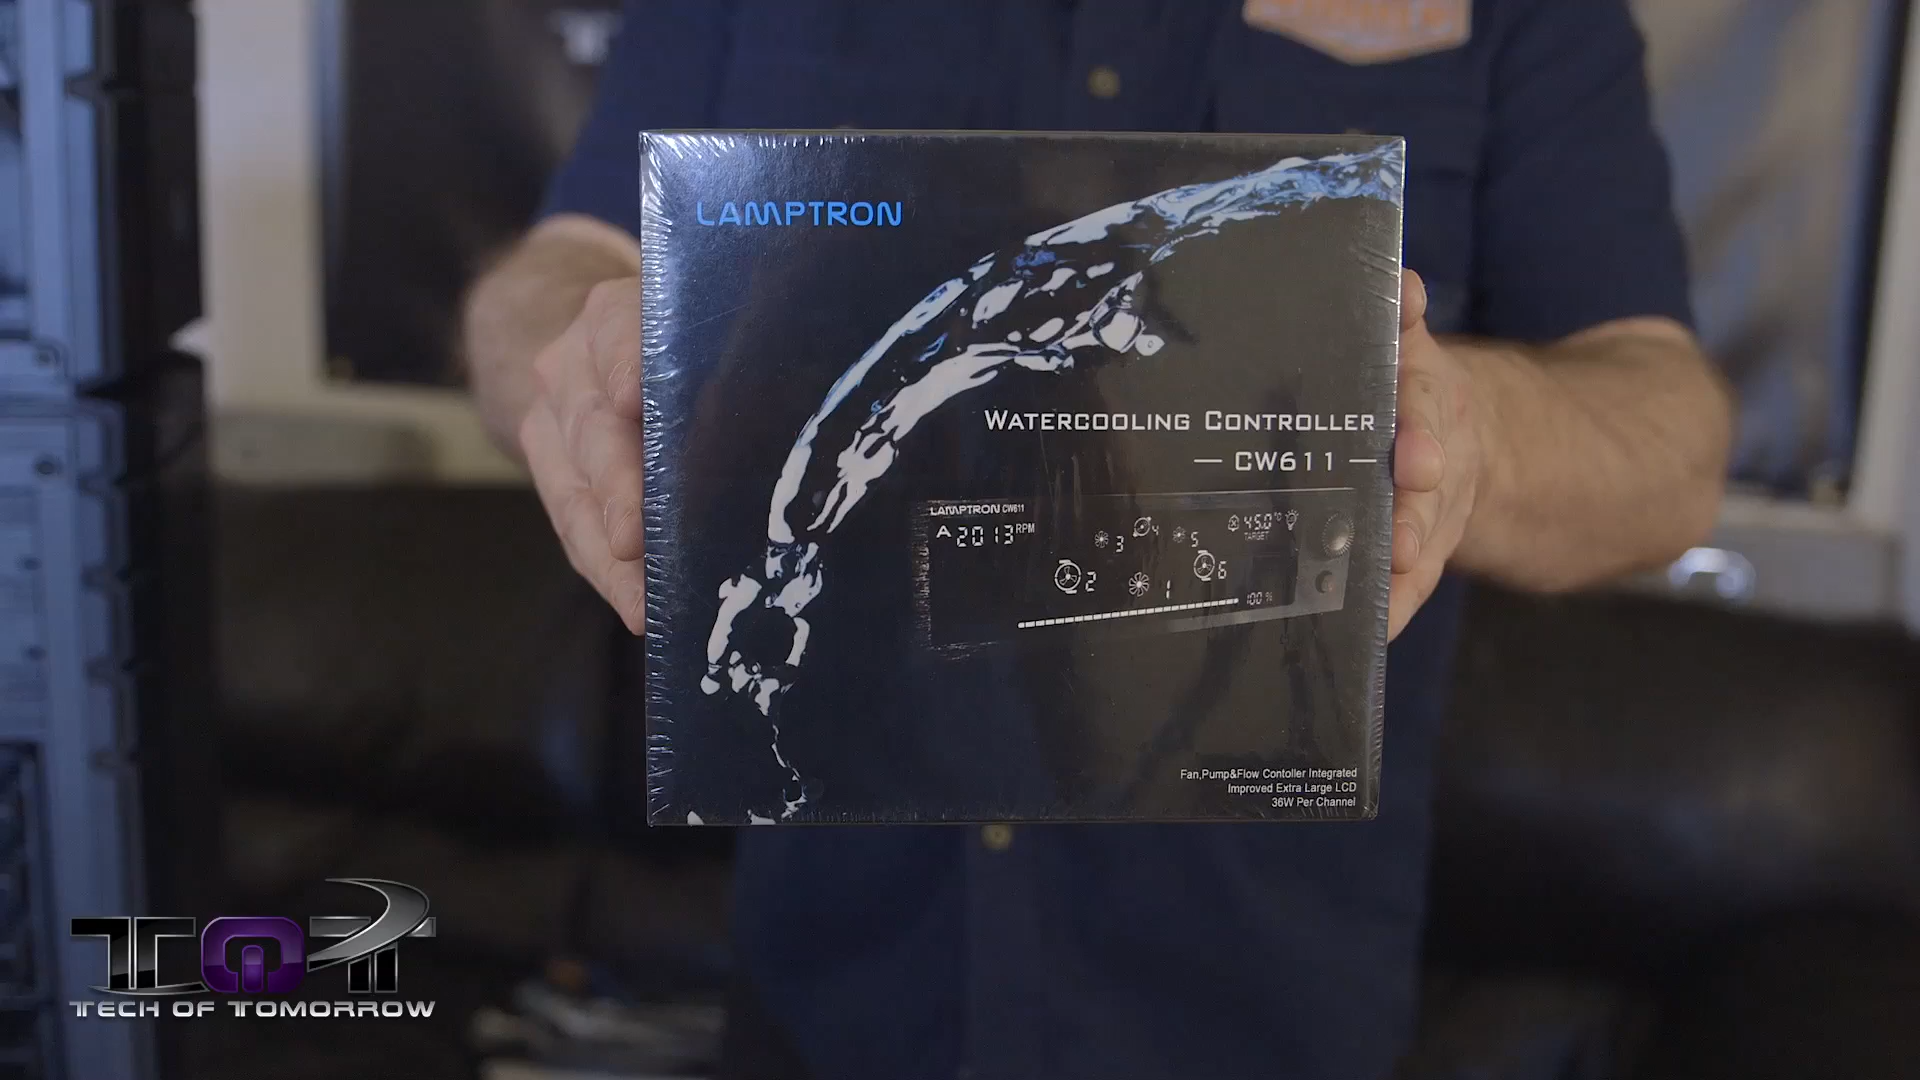 LAMPTRON
WATERCOOLING CONTROLLER
— CW611 —
LAMPTRON CW611
A 2013 RPM
3 4 5
45.0 °C
TARGET
2 1 6
100 %
Fan,Pump&Flow Contoller Integrated
Improved Extra Large LCD
36W Per Channel
TOT
TECH OF TOMORROW